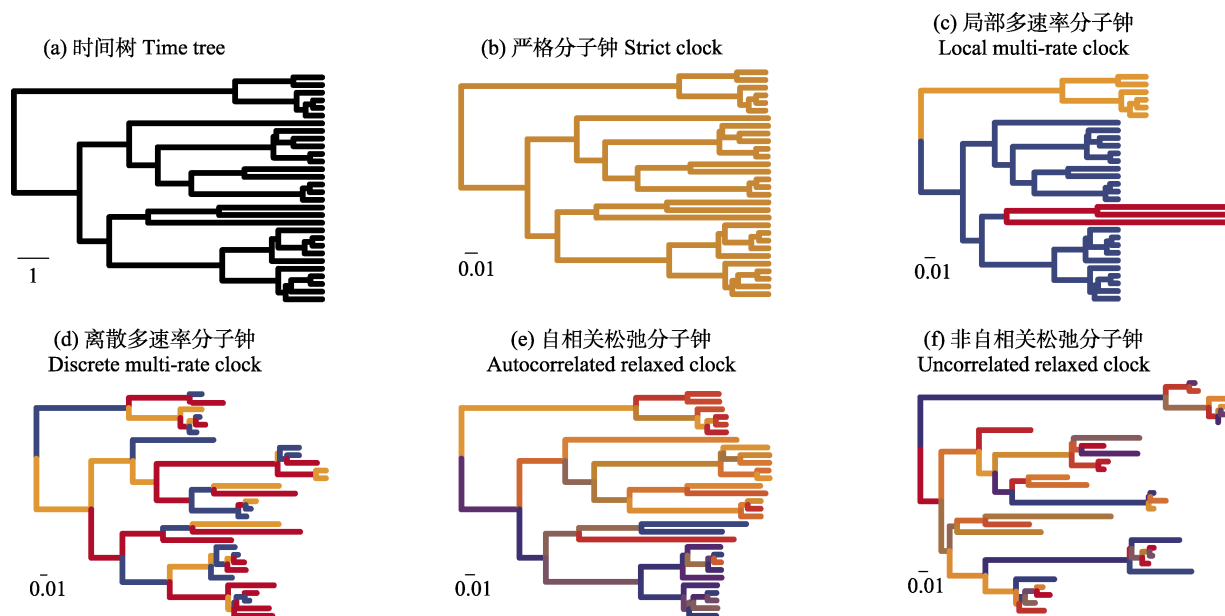 (a) 时间树 Time tree
(b) 严格分子钟 Strict clock
(c) 局部多速率分子钟
Local multi-rate clock
1
0.01
0.01
(d) 离散多速率分子钟
Discrete multi-rate clock
(e) 自相关松弛分子钟
Autocorrelated relaxed clock
(f) 非自相关松弛分子钟
Uncorrelated relaxed clock
0.01
0.01
0.01